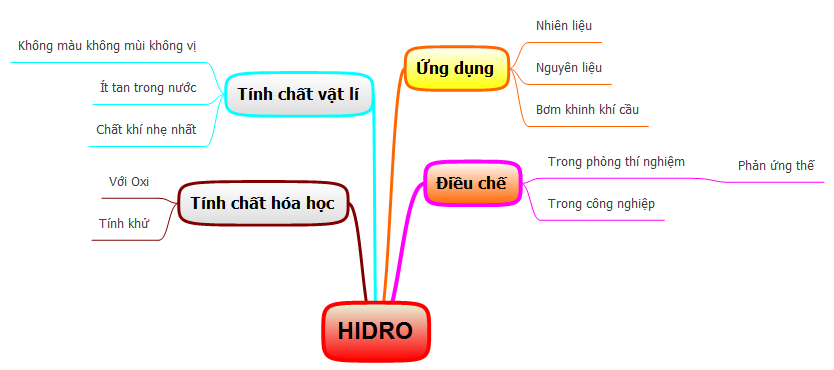 Không màu không mùi không vị
Ít tan trong nước
Chất khí nhẹ nhất
Tính chất vật lí
Với Oxi
Tính khử
Tính chất hóa học
Ứng dụng
Nhiên liệu
Nguyên liệu
Bơm khinh khí cầu
Điều chế
Trong phòng thí nghiệm
Phản ứng thế
Trong công nghiệp
HIDRO